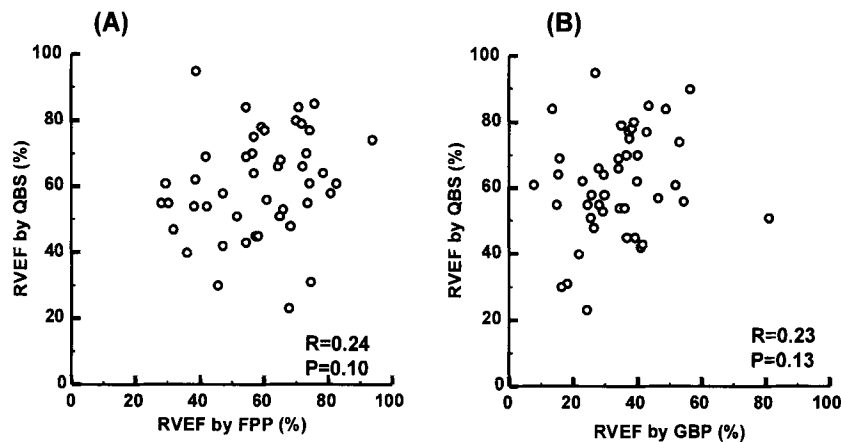 (A)
100
80
60
40
20
0
RVEF by QBS (%)
R=0.24
P=0.10
0 20 40 60 80 100
RVEF by FPP (%)
(B)
100
80
60
40
20
0
RVEF by QBS (%)
R=0.23
P=0.13
0 20 40 60 80 100
RVEF by GBP (%)